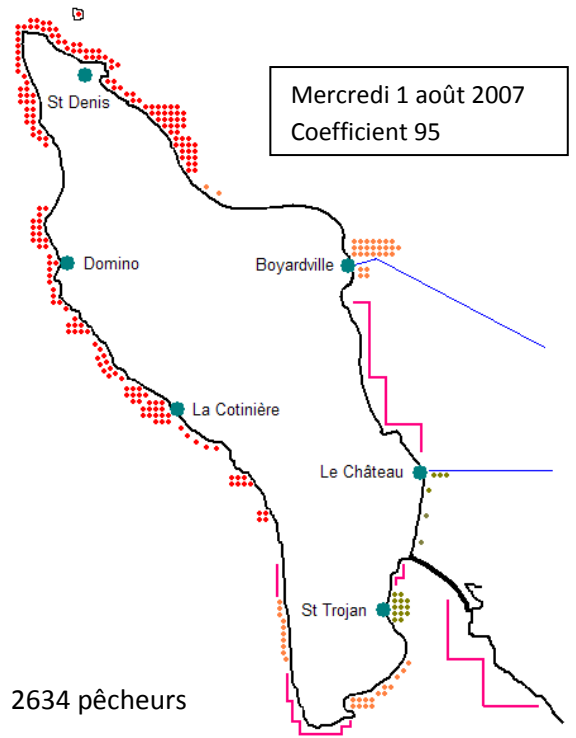 Mercredi 1 août 2007
Coefficient 95
St Denis
Domino
Boyardville
La Cotinière
Le Château
St Trojan
2634 pêcheurs